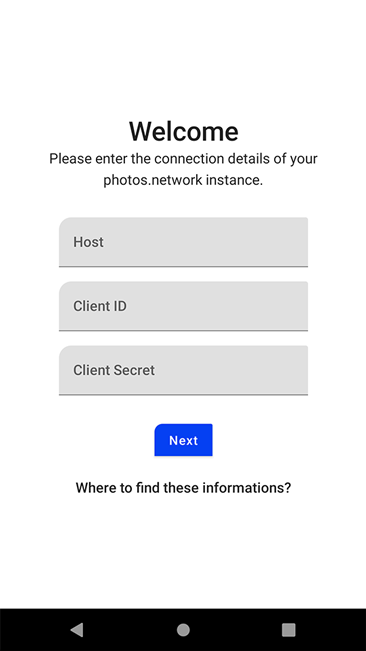 Welcome
Please enter the connection details of your
photos.network instance.
Host
Client ID
Client Secret
Next
Where to find these informations?